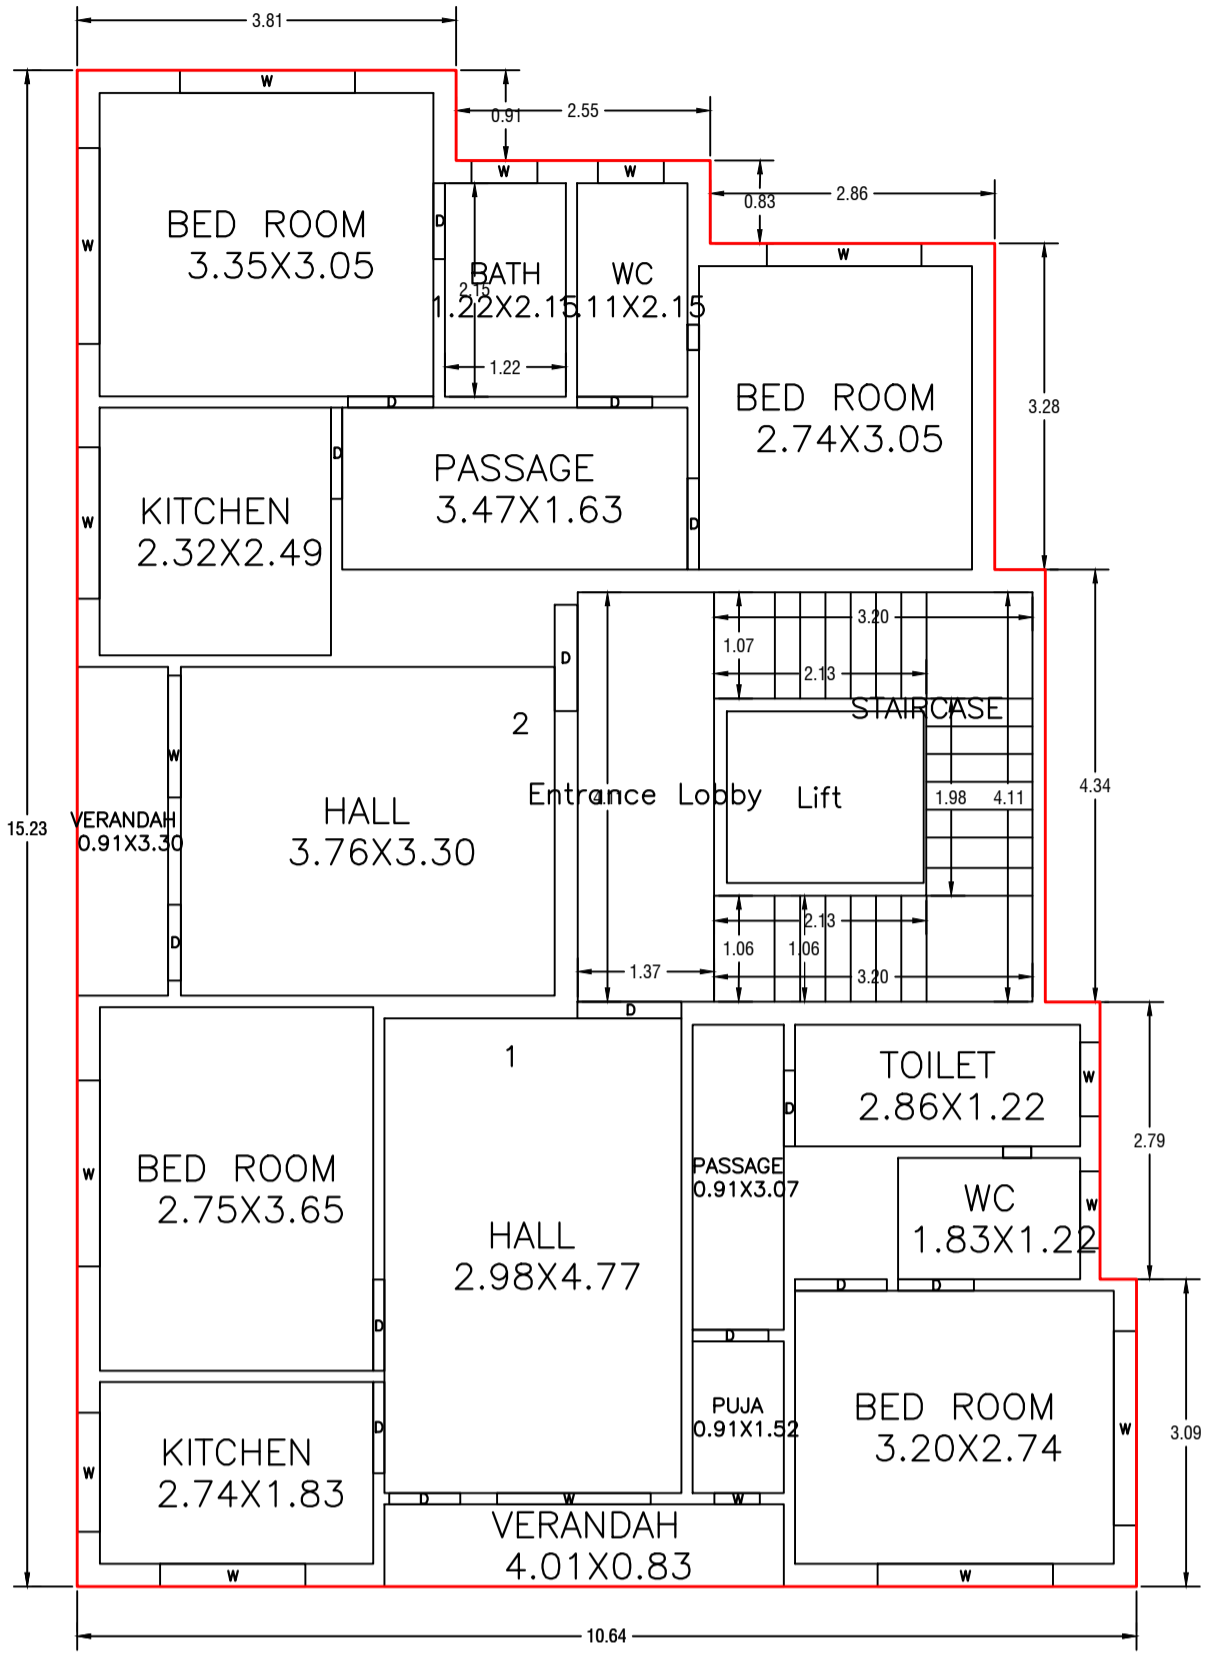 3.81
W
0.91
2.55
W
W
0.83
2.86
W
BED ROOM
3.35X3.05
D
W
BATH
1.22X2.15
2.15
WC
.11X2.15
1.22
D
D
BED ROOM
2.74X3.05
3.28
D
PASSAGE
3.47X1.63
W
KITCHEN
2.32X2.49
D
3.20
1.07
D
2.13
STAIRCASE
2
W
Entrance Lobby
Lift
1.98
4.11
4.34
HALL
3.76X3.30
VERANDAH
0.91X3.30
15.23
D
2.13
1.06
1.06
1.37
3.20
D
1
TOILET
2.86X1.22
W
D
2.79
BED ROOM
2.75X3.65
W
PASSAGE
0.91X3.07
WC
1.83X1.22
W
HALL
2.98X4.77
D
D
D
D
PUJA
0.91X1.52
BED ROOM
3.20X2.74
W
3.09
D
KITCHEN
2.74X1.83
W
D
W
W
VERANDAH
4.01X0.83
W
W
10.64